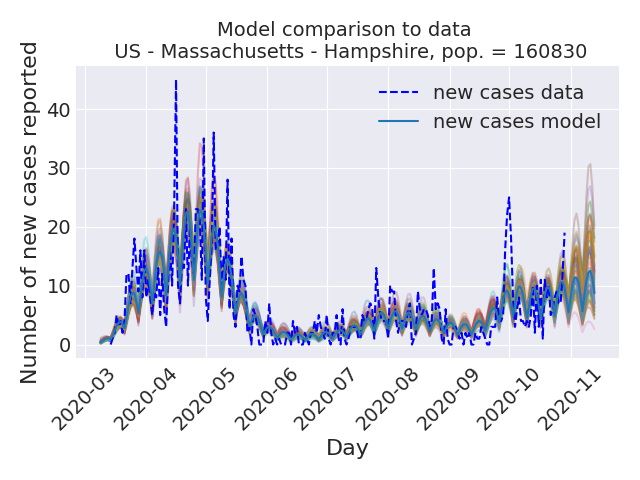 Model comparison to data
US - Massachusetts - Hampshire, pop. = 160830
Number of new cases reported
40
30
20
10
0
new cases data
new cases model
2020-03
2020-04
2020-05
2020-06
2020-07
2020-08
2020-09
2020-10
2020-11
Day